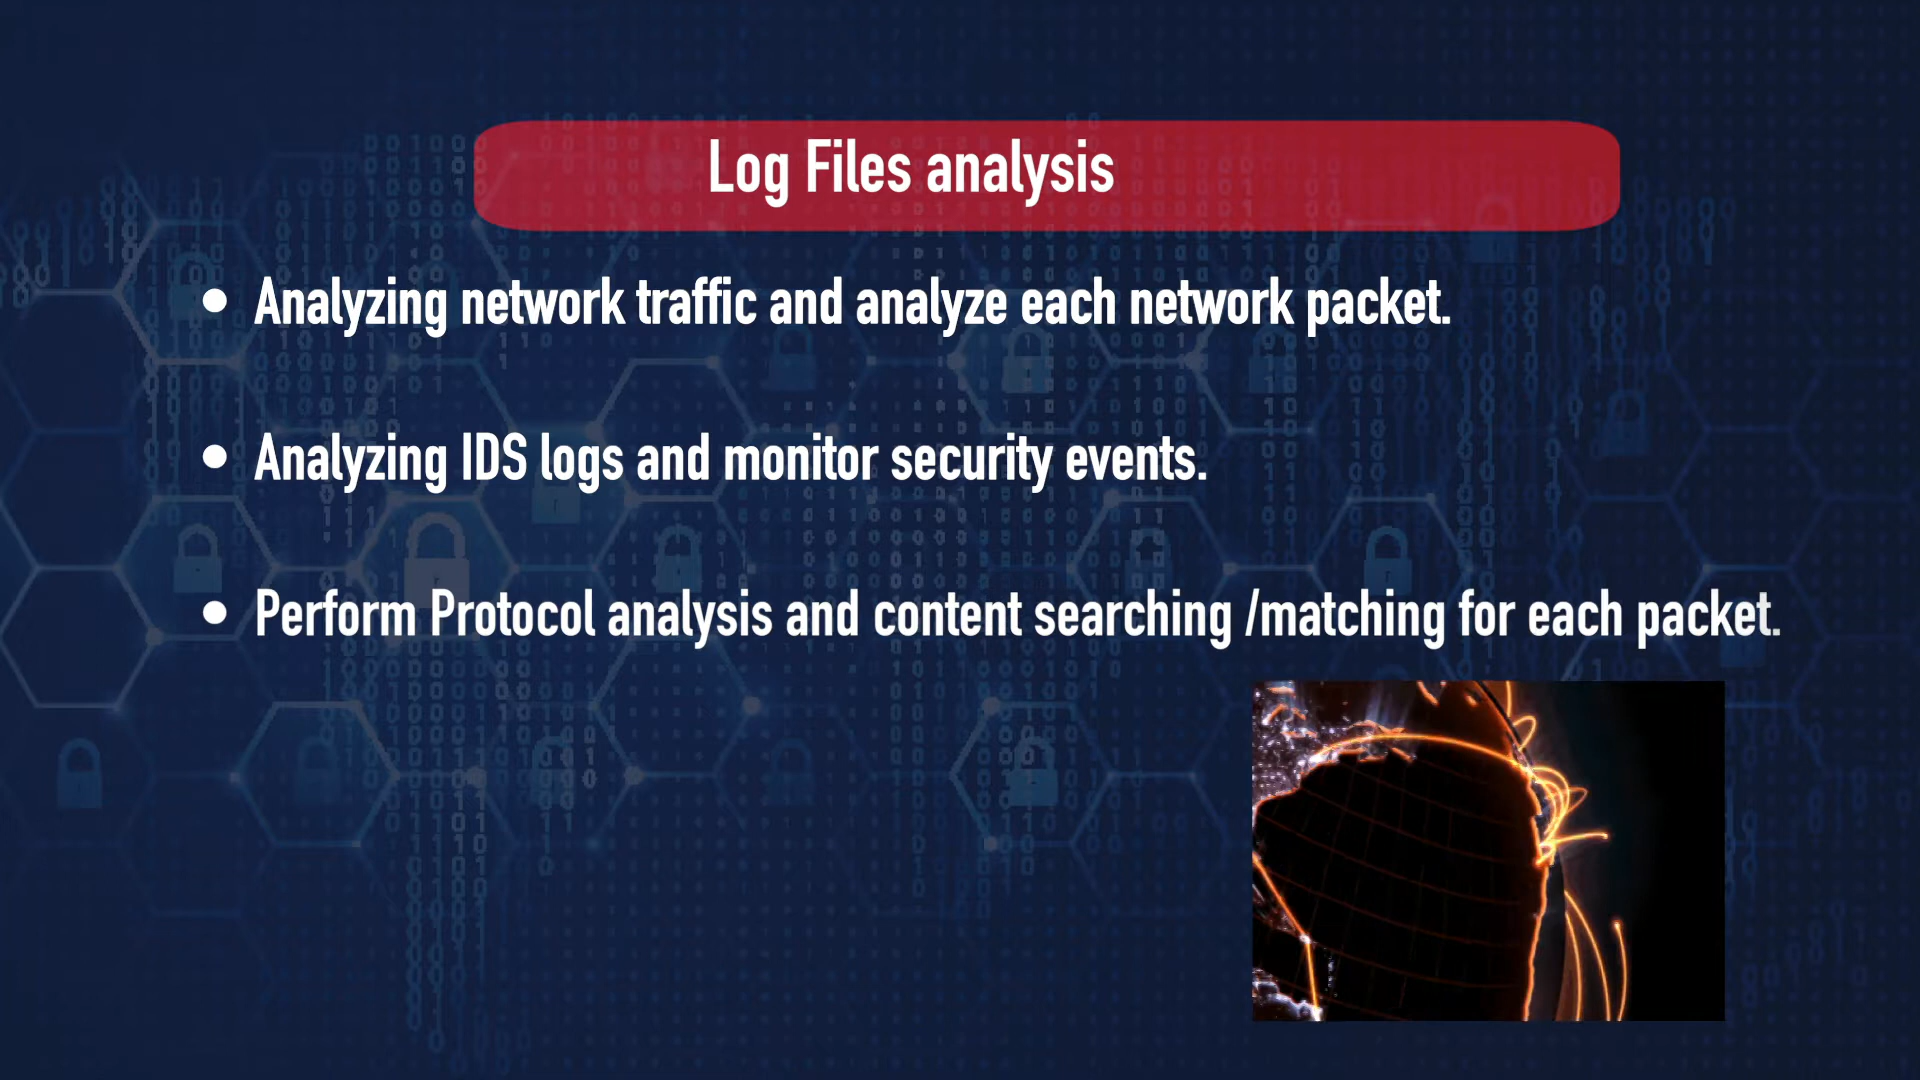 Log Files analysis
• Analyzing network traffic and analyze each network packet.
• Analyzing IDS logs and monitor security events.
• Perform Protocol analysis and content searching /matching for each packet.